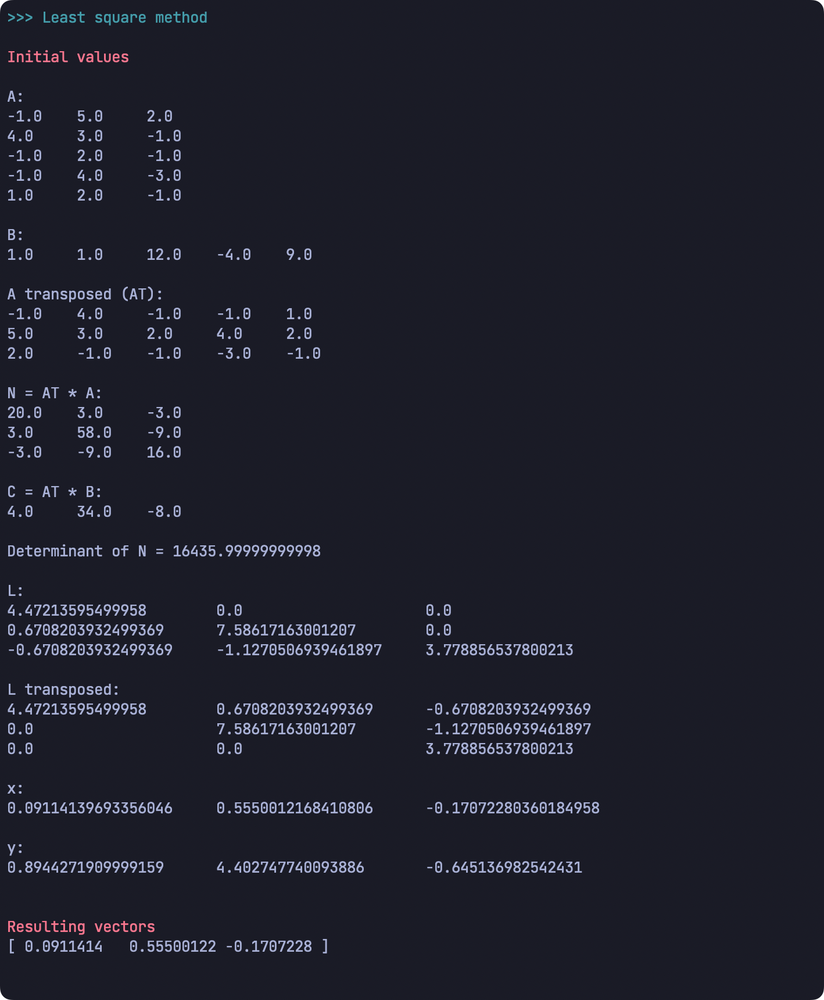 >>> Least square method
Initial values
A:
-1.0    5.0     2.0
4.0     3.0     -1.0
-1.0    2.0     -1.0
-1.0    4.0     -3.0
1.0     2.0     -1.0
B:
1.0     1.0     12.0    -4.0    9.0
A transposed (AT):
-1.0    4.0     -1.0    -1.0    1.0
5.0     3.0     2.0     4.0     2.0
2.0     -1.0    -1.0    -3.0    -1.0
N = AT * A:
20.0    3.0     -3.0
3.0     58.0    -9.0
-3.0    -9.0    16.0
C = AT * B:
4.0     34.0    -8.0
Determinant of N = 16435.99999999998
L:
4.47213595499958        0.0                     0.0
0.6708203932499369      7.58617163001207        0.0
-0.6708203932499369     -1.1270506939461897     3.778856537800213
L transposed:
4.47213595499958        0.6708203932499369      -0.6708203932499369
0.0                     7.58617163001207        -1.1270506939461897
0.0                     0.0                     3.778856537800213
x:
0.09114139693356046     0.5550012168410806      -0.17072280360184958
y:
0.8944271909999159      4.402747740093886       -0.645136982542431
Resulting vectors
[ 0.0911414   0.55500122 -0.1707228 ]